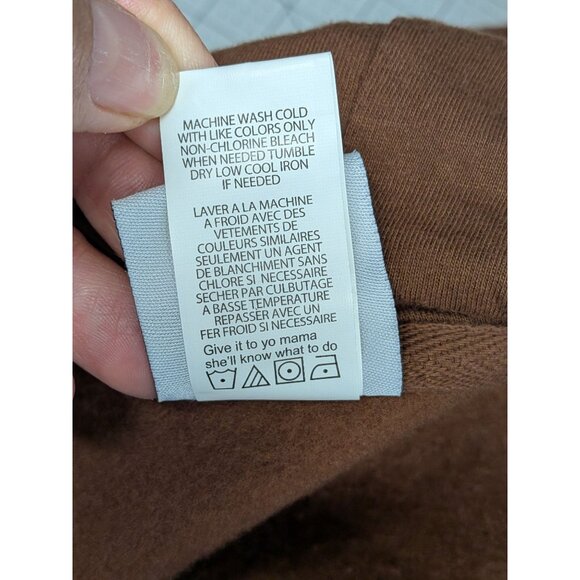 MACHINE WASH COLD
WITH LIKE COLORS ONLY
NON-CHLORINE BLEACH
WHEN NEEDED TUMBLE
DRY LOW COOL IRON
IF NEEDED
LAVER A LA MACHINE
A FROID AVEC DES
VETEMENTS DE
COULEURS SIMILAIRES
SEULEMENT UN AGENT
DE BLANCHIMENT SANS
CHLORE SI NECESSAIRE
SECHER PAR CULBUTAGE
A BASSE TEMPERATURE
REPASSER AVEC UN
FER FROID SI NECESSAIRE
Give it to yo mama
she'll know what to do